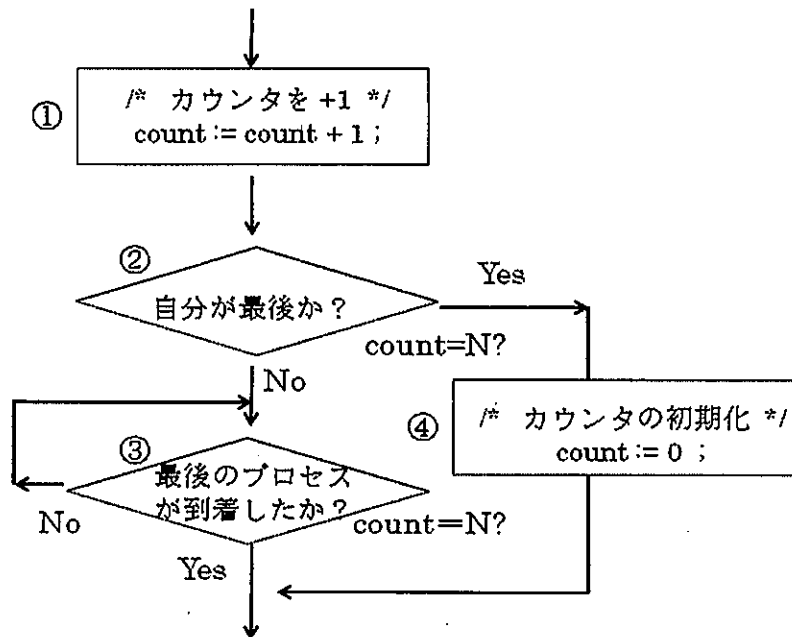 ①
/* カウンタを +1 */
count := count + 1 ;
②
自分が最後か？
Yes
count=N?
No
④
/* カウンタの初期化 */
count := 0 ;
③
最後のプロセス
が到着したか？
count=N?
No
Yes